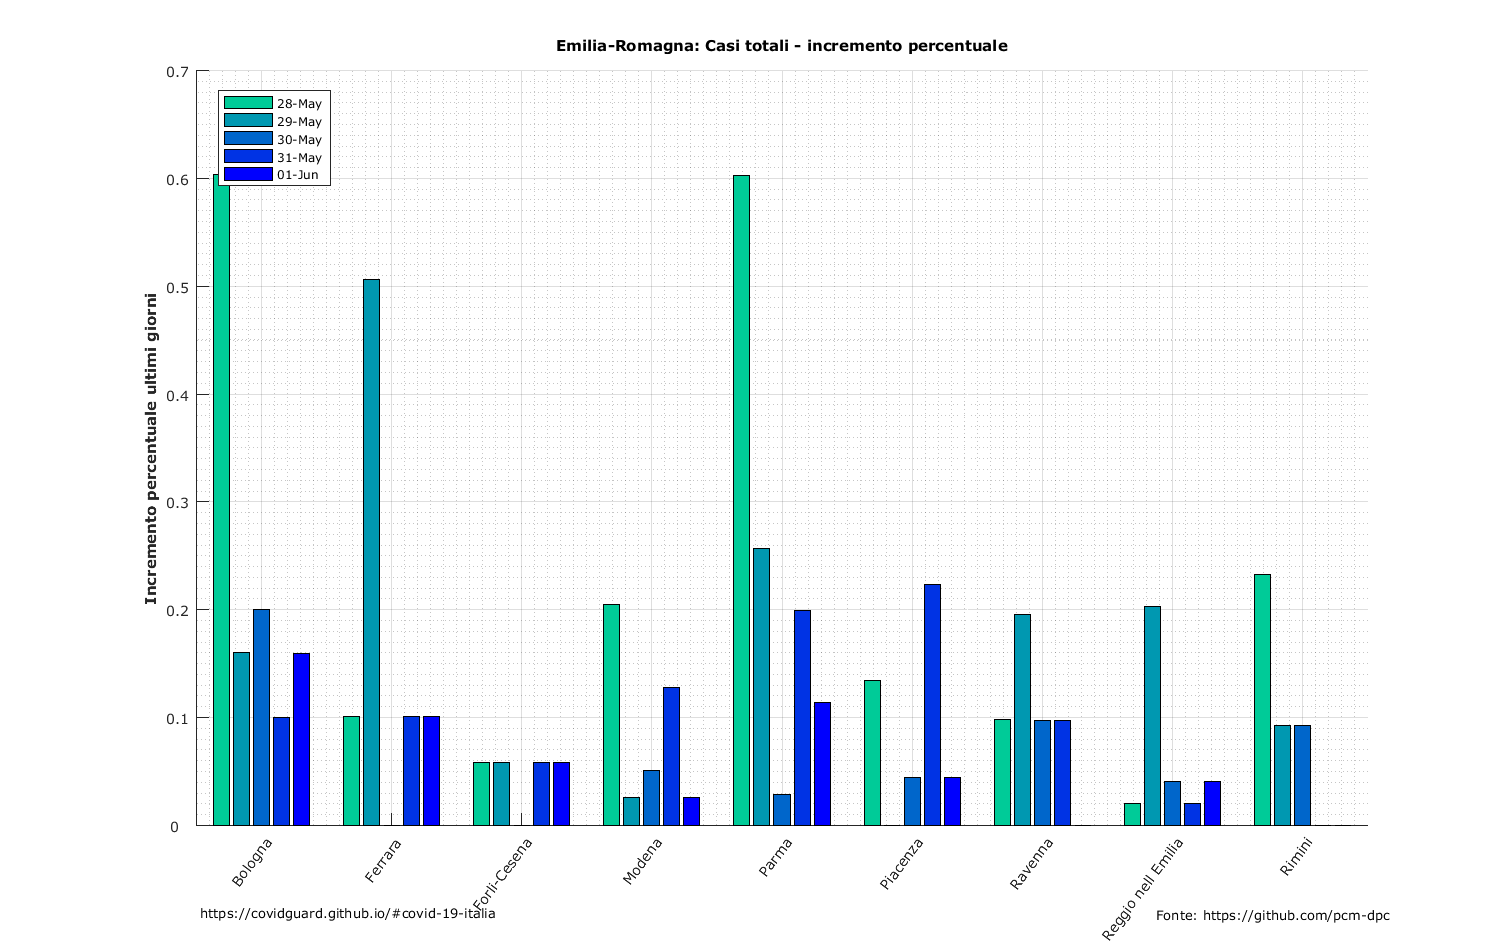 Emilia-Romagna: Casi totali - incremento percentuale
Incremento percentuale ultimi giorni
0.7
0.6
0.5
0.4
0.3
0.2
0.1
0
28-May
29-May
30-May
31-May
01-Jun
Bologna
Ferrara
Forlì-Cesena
Modena
Parma
Piacenza
Ravenna
Reggio nell Emilia
Rimini
https://covidguard.github.io/#covid-19-italia
Fonte: https://github.com/pcm-dpc